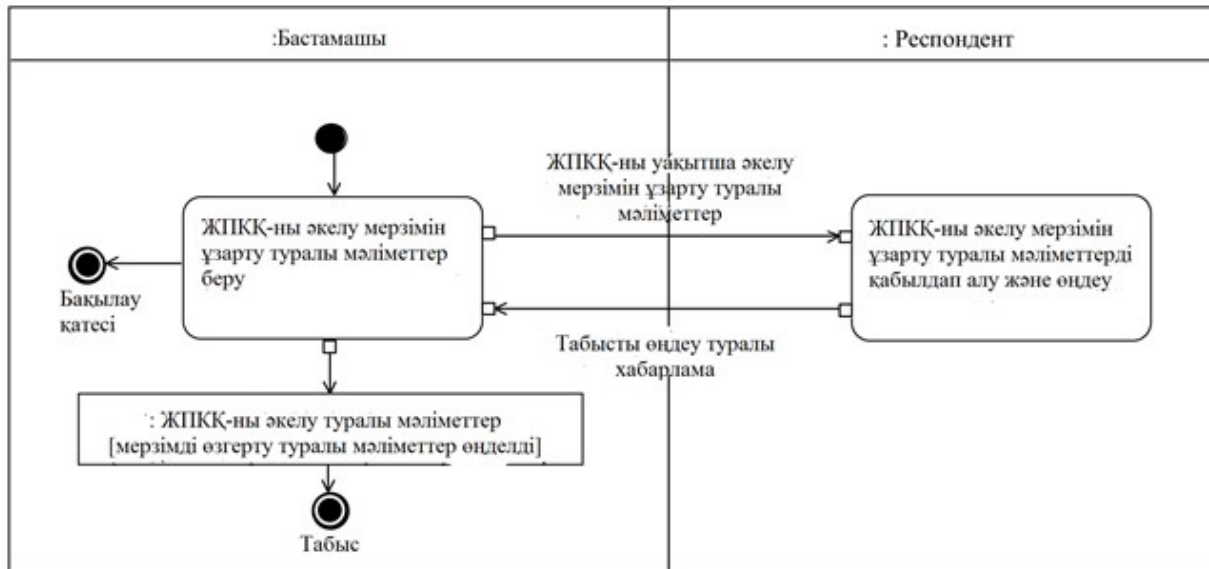 :Бастамашы
: Респондент
ЖПКҚ-ны уақытша әкелу
мерзімін ұзарту туралы
мәліметтер
ЖПКҚ-ны әкелу мерзімін
ұзарту туралы мәліметтер
беру
ЖПКҚ-ны әкелу мерзімін
ұзарту туралы мәліметтерді
қабылдап алу және өңдеу
Бақылау
қатесі
Табысты өңдеу туралы
хабарлама
: ЖПКҚ-ны әкелу туралы мәліметтер
[мерзімді өзгерту туралы мәліметтер өңделді]
Табыс